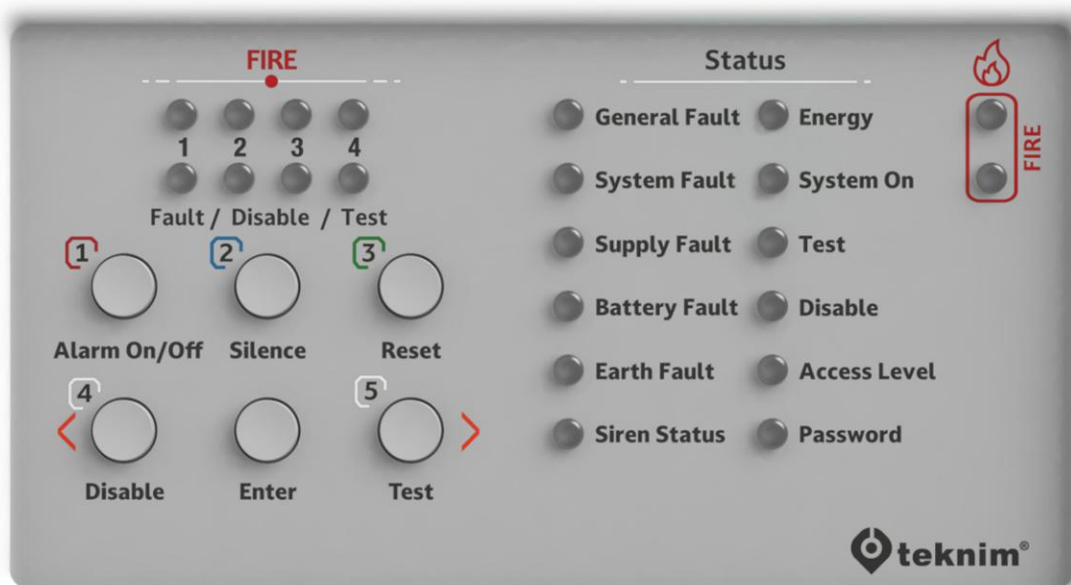 FIRE
1 2 3 4
Fault / Disable / Test
1 2 3
Alarm On/Off Silence Reset
4 5
< >
Disable Enter Test
Status
General Fault Energy
System Fault System On
Supply Fault Test
Battery Fault Disable
Earth Fault Access Level
Siren Status Password
FIRE
teknim®